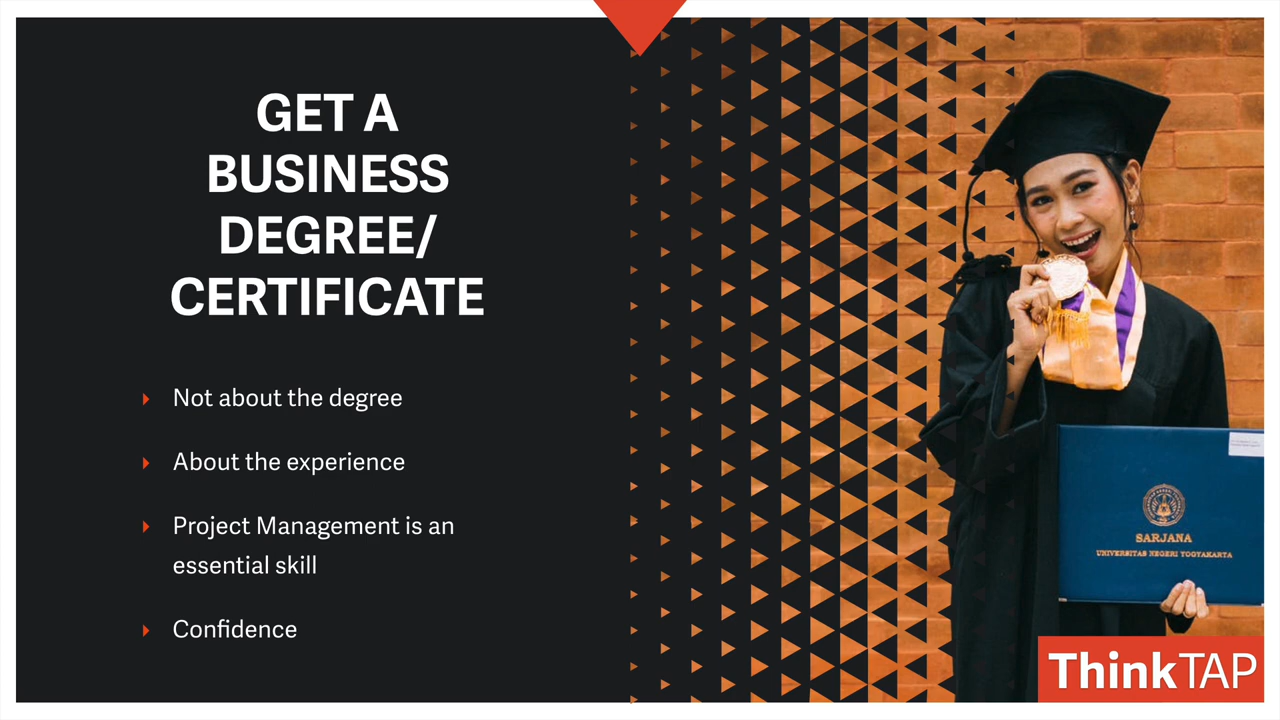 GET A
BUSINESS
DEGREE/
CERTIFICATE
Not about the degree
About the experience
Project Management is an
essential skill
Confidence
SARJANA
UNIVERSITAS NEGERI YOGYAKARTA
ThinkTAP